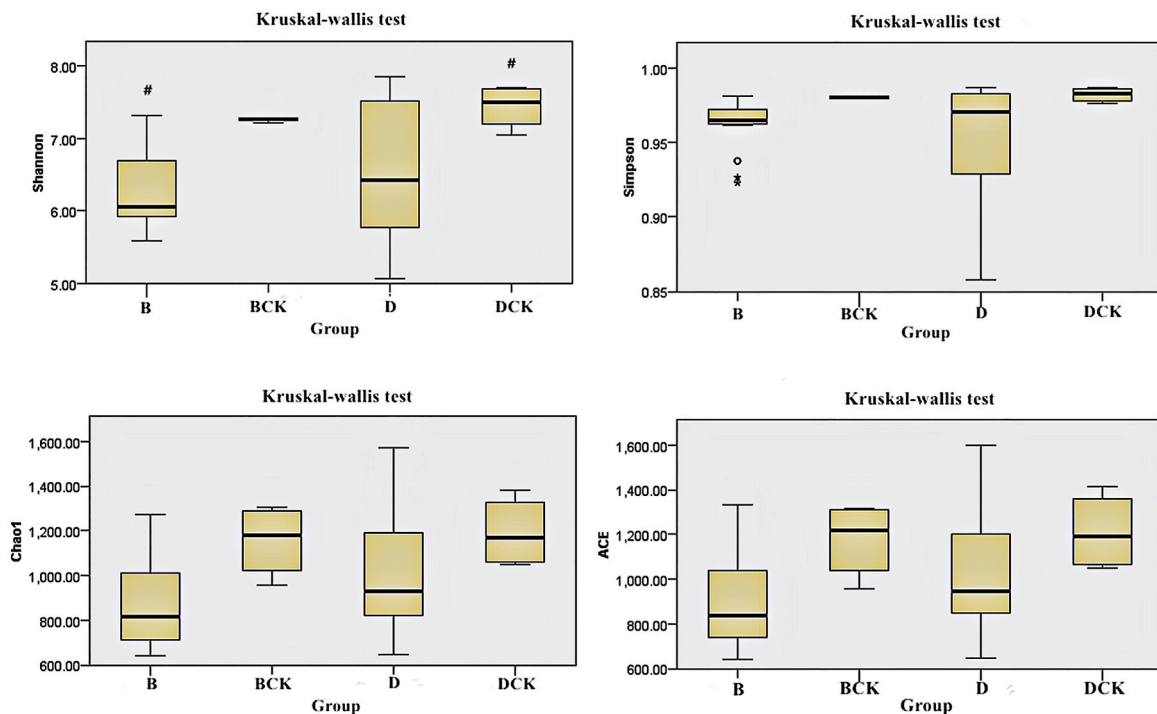 Kruskal-wallis test
Shannon
8.00
7.00
6.00
5.00
#
#
B BCK D DCK
Group
Kruskal-wallis test
Simpson
1.00
0.95
0.90
0.85
B BCK D DCK
Group
Kruskal-wallis test
Chao1
1,600.00
1,400.00
1,200.00
1,000.00
800.00
600.00
B BCK D DCK
Group
Kruskal-wallis test
ACE
1,600.00
1,400.00
1,200.00
1,000.00
800.00
600.00
B BCK D DCK
Group